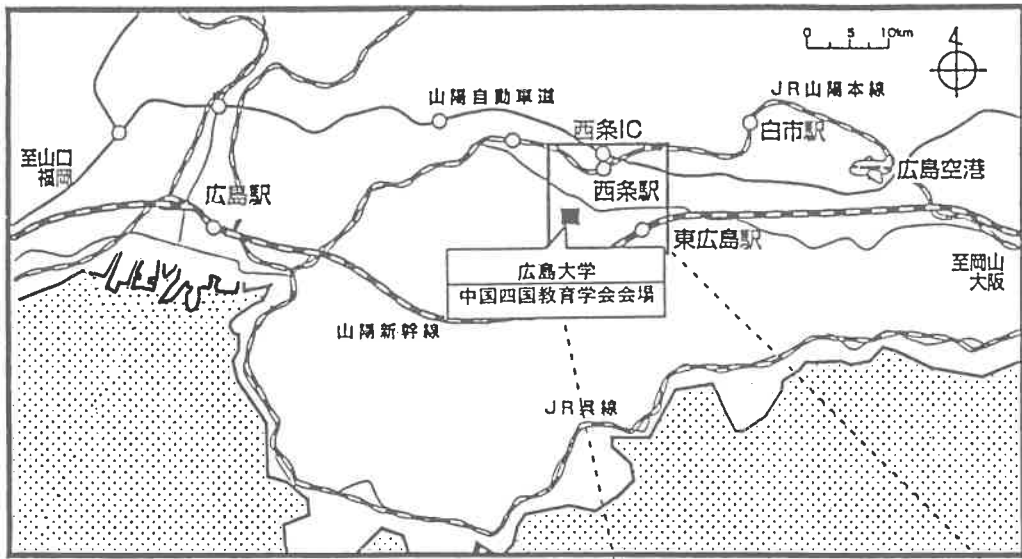 0 5 10km
4
JR山陽本線
山陽自動車道
西条IC
白市駅
至山口
福岡
広島駅
西条駅
広島空港
東広島駅
広島大学
中国四国教育学会会場
至岡山
大阪
山陽新幹線
JR呉線